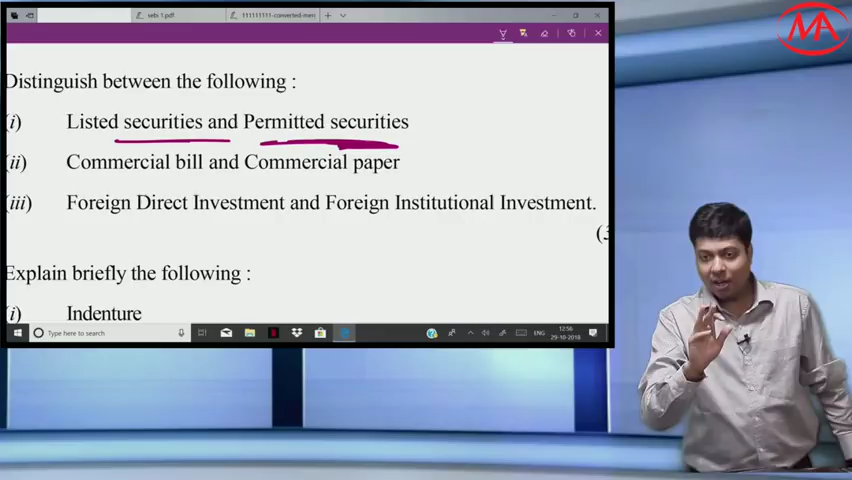 sebi 1.pdf
111111111-converted-mer
MA
Distinguish between the following :
(i) Listed securities and Permitted securities
(ii) Commercial bill and Commercial paper
(iii) Foreign Direct Investment and Foreign Institutional Investment.
(3
Explain briefly the following :
(i) Indenture
Type here to search
ENG
12:56
29-10-2018